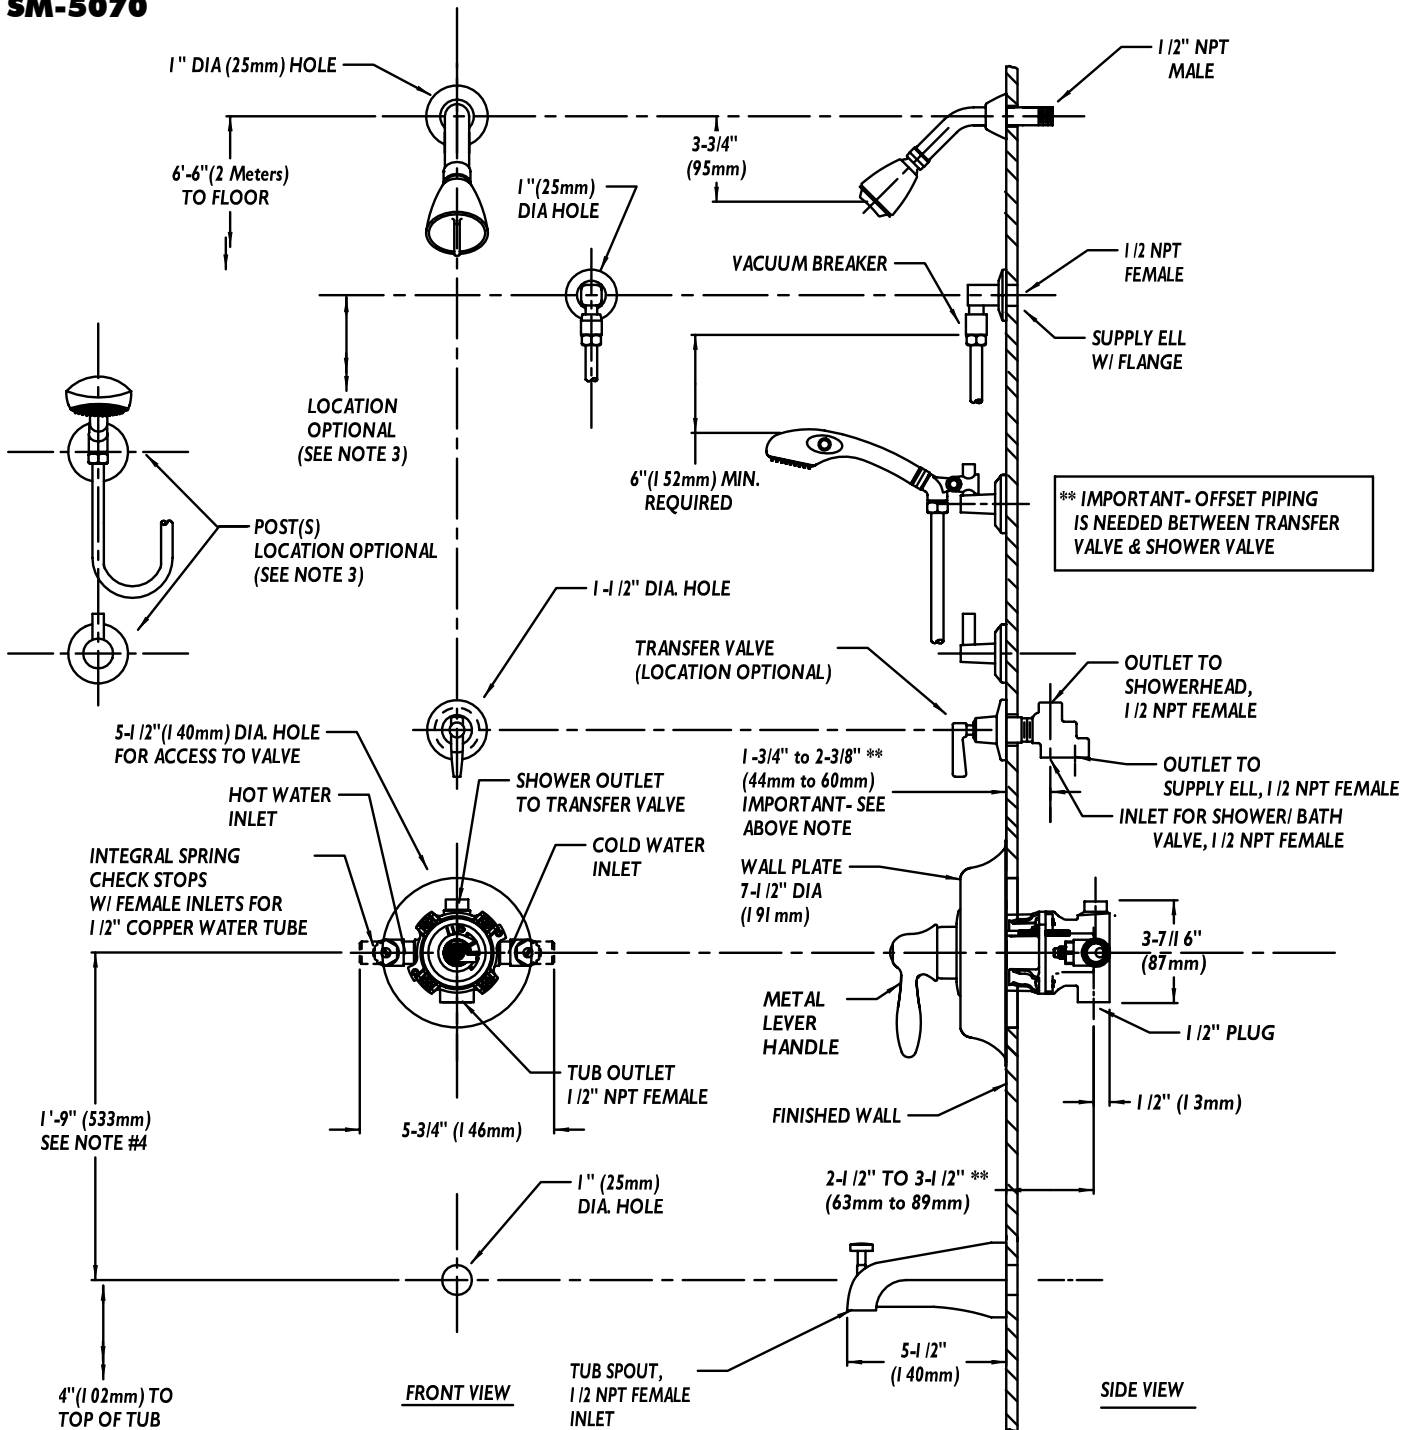 SM-5070
1" DIA (25mm) HOLE
1/2" NPT
MALE
3-3/4"
(95mm)
6'-6"(2 Meters)
TO FLOOR
1"(25mm)
DIA HOLE
VACUUM BREAKER
1/2 NPT
FEMALE
SUPPLY ELL
W/ FLANGE
LOCATION
OPTIONAL
(SEE NOTE 3)
6"(152mm) MIN.
REQUIRED
** IMPORTANT- OFFSET PIPING
IS NEEDED BETWEEN TRANSFER
VALVE & SHOWER VALVE
POST(S)
LOCATION OPTIONAL
(SEE NOTE 3)
1-1/2" DIA. HOLE
TRANSFER VALVE
(LOCATION OPTIONAL)
OUTLET TO
SHOWERHEAD,
1/2 NPT FEMALE
5-1/2"(140mm) DIA. HOLE
FOR ACCESS TO VALVE
1-3/4" to 2-3/8" **
(44mm to 60mm)
IMPORTANT- SEE
ABOVE NOTE
OUTLET TO
SUPPLY ELL, 1/2 NPT FEMALE
SHOWER OUTLET
TO TRANSFER VALVE
HOT WATER
INLET
INLET FOR SHOWER/ BATH
VALVE, 1/2 NPT FEMALE
COLD WATER
INLET
INTEGRAL SPRING
CHECK STOPS
W/ FEMALE INLETS FOR
1/2" COPPER WATER TUBE
WALL PLATE
7-1/2" DIA
(191mm)
3-7/16"
(87mm)
METAL
LEVER
HANDLE
1/2" PLUG
TUB OUTLET
1/2" NPT FEMALE
1'-9" (533mm)
SEE NOTE #4
5-3/4" (146mm)
FINISHED WALL
1/2" (13mm)
2-1/2" TO 3-1/2" **
(63mm to 89mm)
1" (25mm)
DIA. HOLE
5-1/2"
(140mm)
TUB SPOUT,
1/2 NPT FEMALE
INLET
4"(102mm) TO
TOP OF TUB
FRONT VIEW
SIDE VIEW